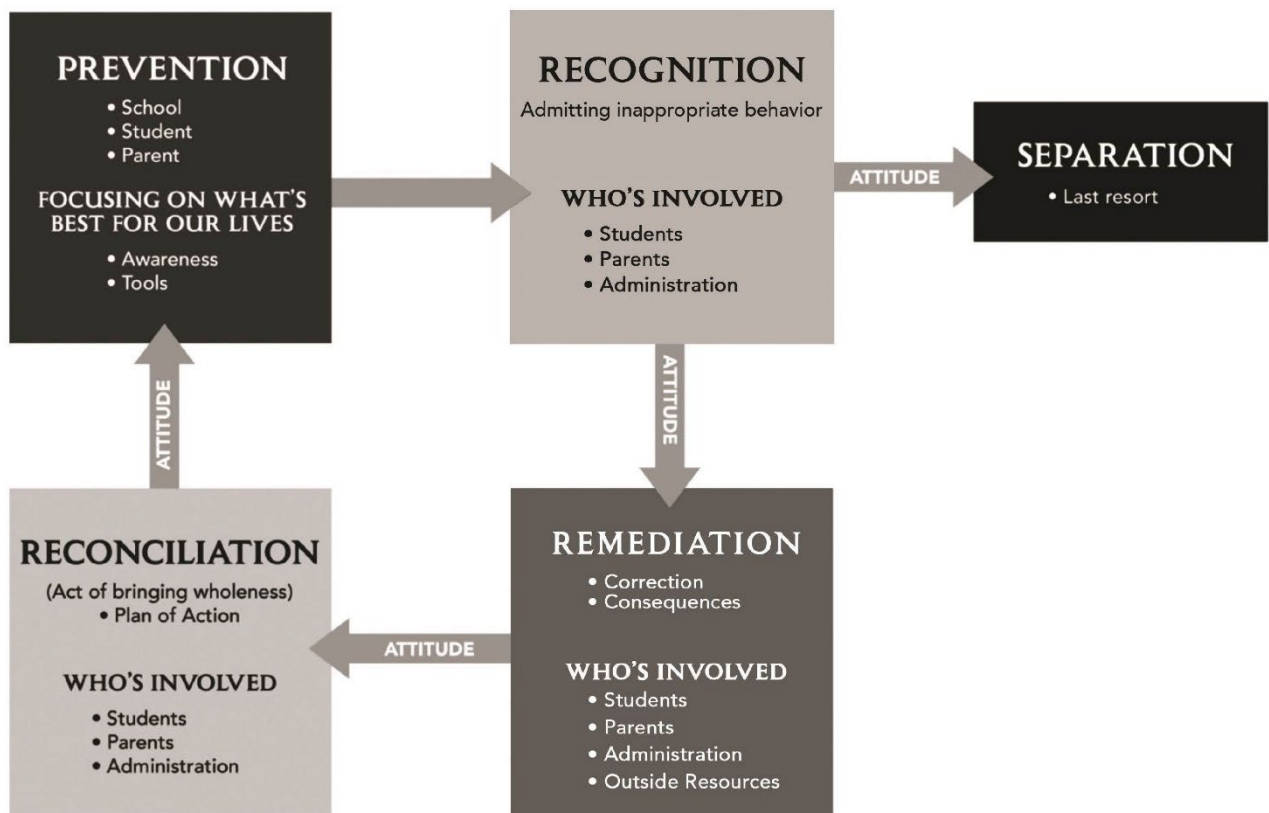 PREVENTION
• School
• Student
• Parent
FOCUSING ON WHAT'S
BEST FOR OUR LIVES
• Awareness
• Tools
RECOGNITION
Admitting inappropriate behavior
WHO'S INVOLVED
• Students
• Parents
• Administration
ATTITUDE
SEPARATION
• Last resort
ATTITUDE
REMEDIATION
• Correction
• Consequences
WHO'S INVOLVED
• Students
• Parents
• Administration
• Outside Resources
ATTITUDE
RECONCILIATION
(Act of bringing wholeness)
• Plan of Action
WHO'S INVOLVED
• Students
• Parents
• Administration
ATTITUDE